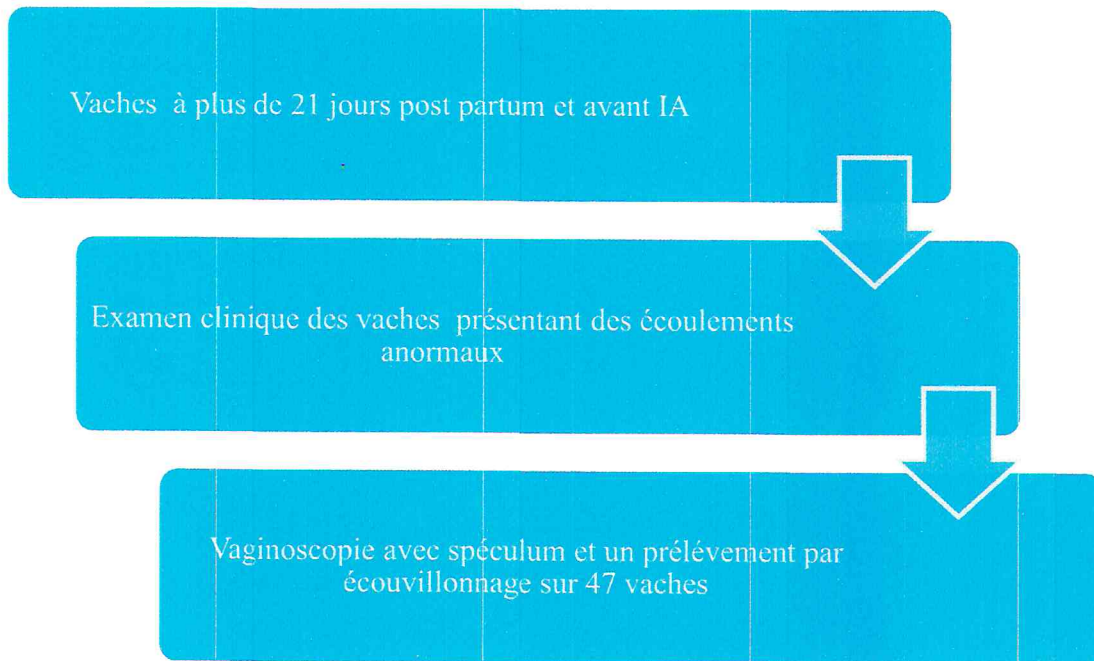 Vaches à plus de 21 jours post partum et avant IA
Examen clinique des vaches présentant des écoulements
anormaux
Vaginoscopie avec spéculum et un prélévement par
écouvillonnage sur 47 vaches